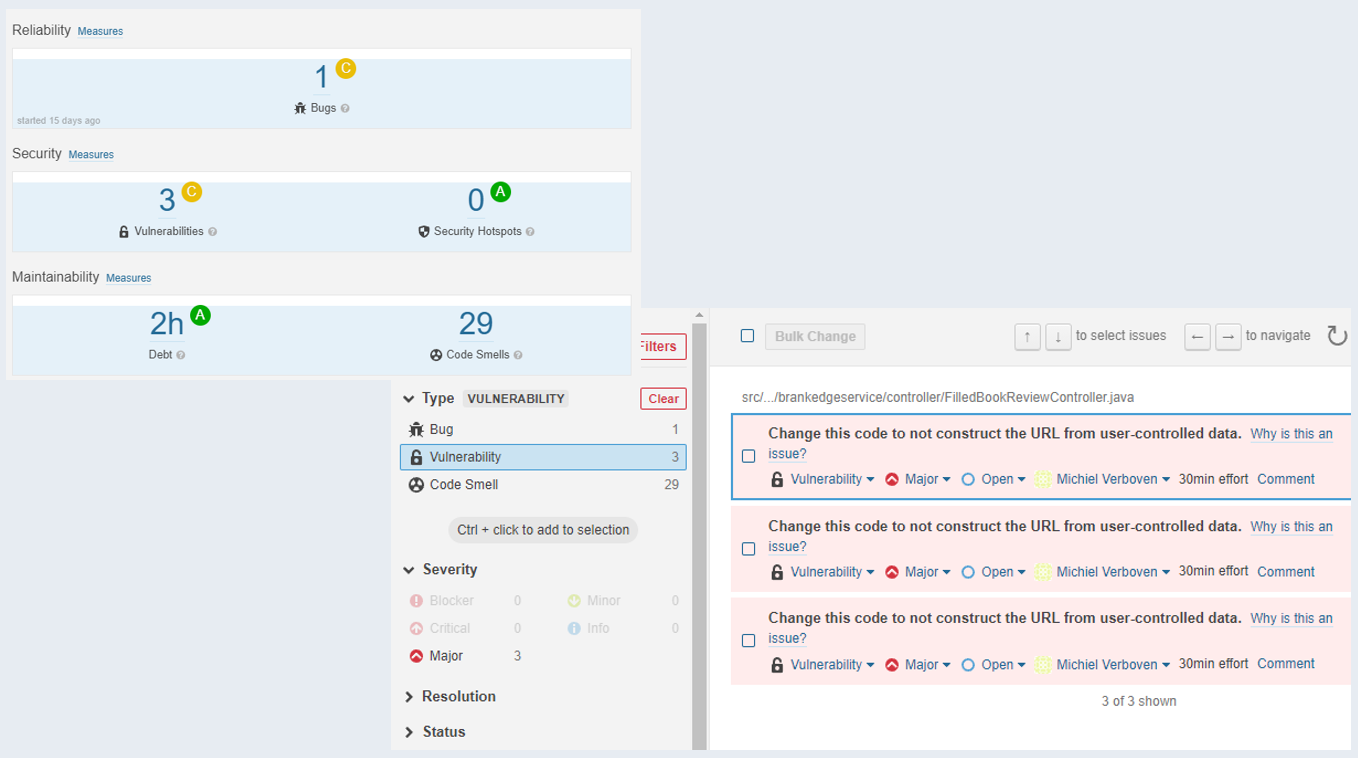 Reliability Measures
1 C
Bugs ?
started 15 days ago
Security Measures
3 C
0 A
Vulnerabilities ?
Security Hotspots ?
Maintainability Measures
2h A
29
Debt ?
Code Smells ?
Filters
Type VULNERABILITY Clear
Bug 1
Vulnerability 3
Code Smell 29
Ctrl + click to add to selection
Severity
Blocker 0 Minor 0
Critical 0 Info 0
Major 3
Resolution
Status
Bulk Change ↑ ↓ to select issues ← → to navigate
src/.../brankedgeservice/controller/FilledBookReviewController.java
Change this code to not construct the URL from user-controlled data. Why is this an
issue?
Vulnerability Major Open Michiel Verboven 30min effort Comment
Change this code to not construct the URL from user-controlled data. Why is this an
issue?
Vulnerability Major Open Michiel Verboven 30min effort Comment
Change this code to not construct the URL from user-controlled data. Why is this an
issue?
Vulnerability Major Open Michiel Verboven 30min effort Comment
3 of 3 shown